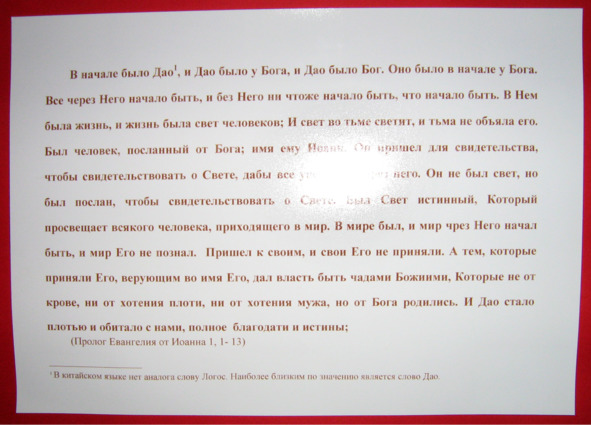 В начале было Дао¹, и Дао было у Бога, и Дао было Бог. Оно было в начале у Бога.
Все через Него начало быть, и без Него ни чтоже начало быть, что начало быть. В Нем
была жизнь, и жизнь была свет человеков; И свет во тьме светит, и тьма не объяла его.
Был человек, посланный от Бога; имя ему Иоанн. Он пришел для свидетельства,
чтобы свидетельствовать о Свете, дабы все него. Он не был свет, но
был послан, чтобы свидетельствовать о Свете. Был Свет истинный, Который
просвещает всякого человека, приходящего в мир. В мире был, и мир чрез Него начал
быть, и мир Его не познал. Пришел к своим, и свои Его не приняли. А тем, которые
приняли Его, верующим во имя Его, дал власть быть чадами Божиими, Которые не от
крове, ни от хотения плоти, ни от хотения мужа, но от Бога родились. И Дао стало
плотью и обитало с нами, полное благодати и истины;
(Пролог Евангелия от Иоанна 1, 1- 13)
¹ В китайском языке нет аналога слову Логос. Наиболее близким по значению является слово Дао.